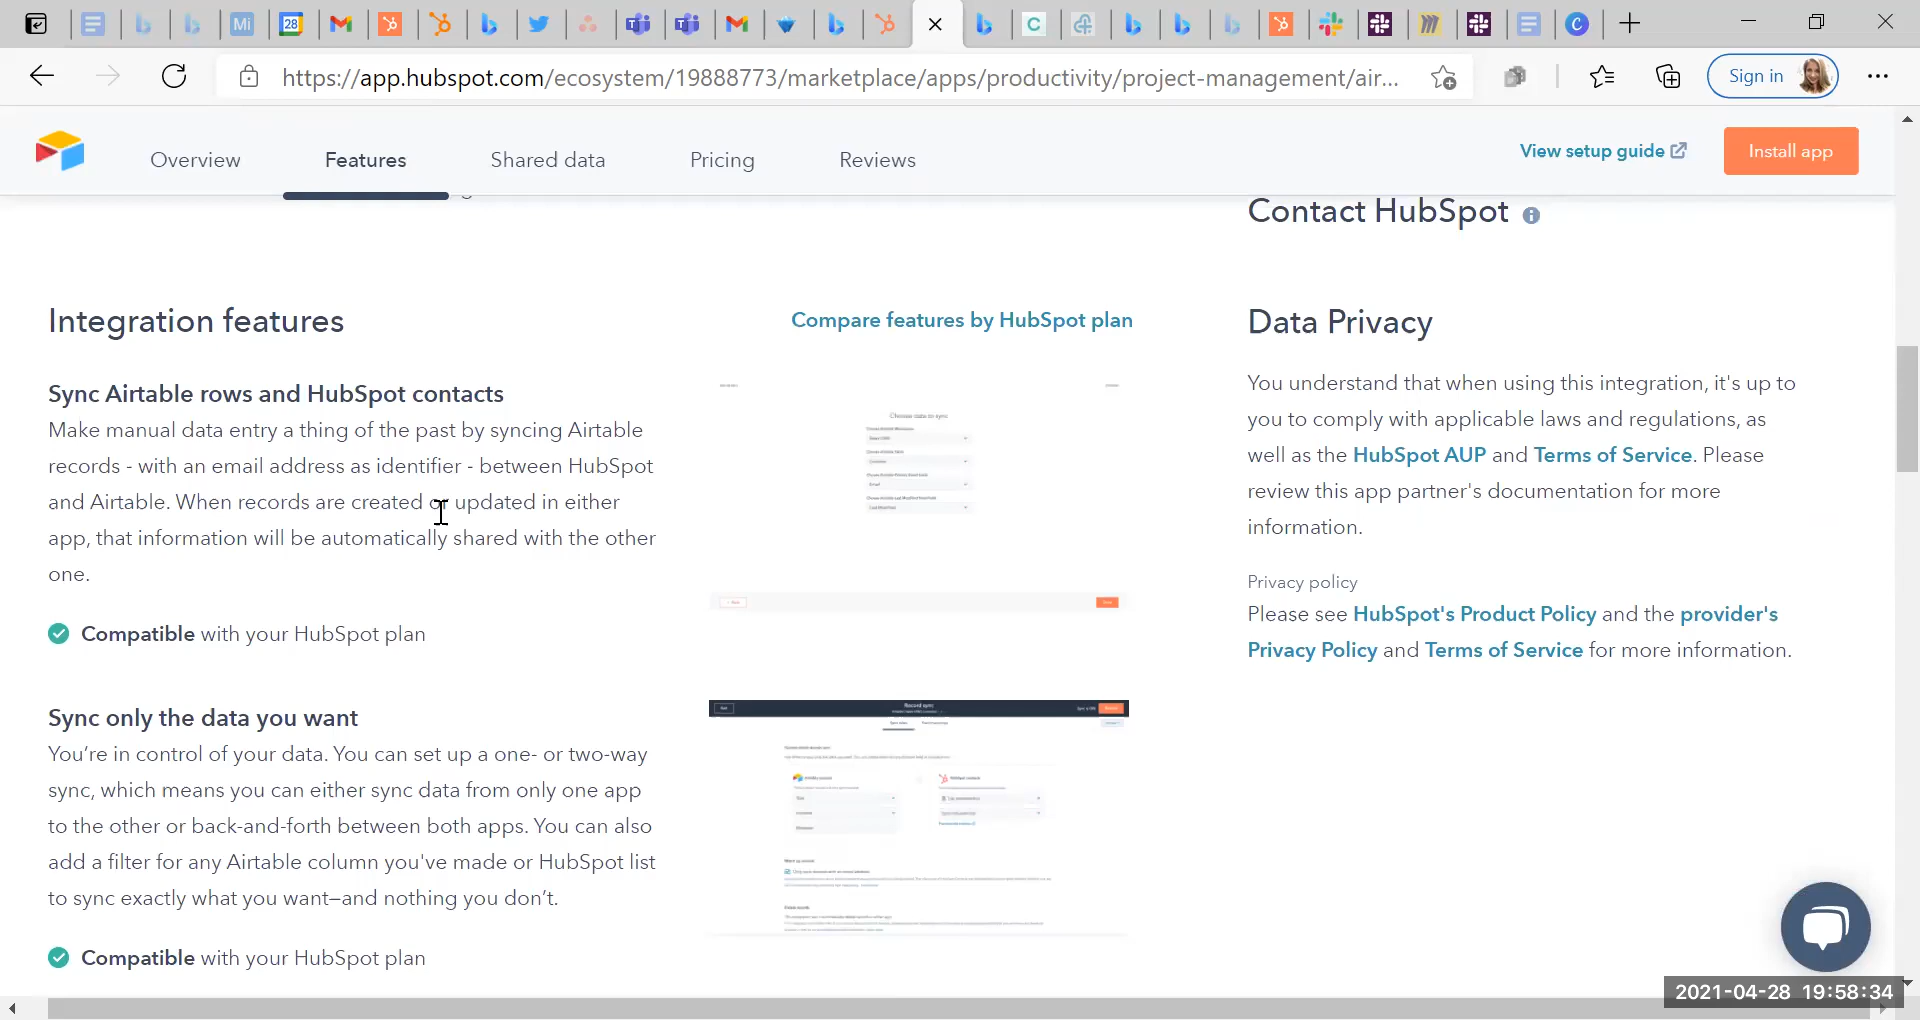 Mi
28
C
C
https://app.hubspot.com/ecosystem/19888773/marketplace/apps/productivity/project-management/air...
Sign in
Overview
Features
Shared data
Pricing
Reviews
View setup guide
Install app
Contact HubSpot
Integration features
Compare features by HubSpot plan
Sync Airtable rows and HubSpot contacts
Make manual data entry a thing of the past by syncing Airtable
records - with an email address as identifier - between HubSpot
and Airtable. When records are created or updated in either
app, that information will be automatically shared with the other
one.
Compatible with your HubSpot plan
Choose data to sync
Sync only the data you want
You're in control of your data. You can set up a one- or two-way
sync, which means you can either sync data from only one app
to the other or back-and-forth between both apps. You can also
add a filter for any Airtable column you've made or HubSpot list
to sync exactly what you want—and nothing you don't.
Compatible with your HubSpot plan
Record sync
Data Privacy
You understand that when using this integration, it's up to
you to comply with applicable laws and regulations, as
well as the HubSpot AUP and Terms of Service. Please
review this app partner's documentation for more
information.
Privacy policy
Please see HubSpot's Product Policy and the provider's
Privacy Policy and Terms of Service for more information.
2021-04-28 19:58:34